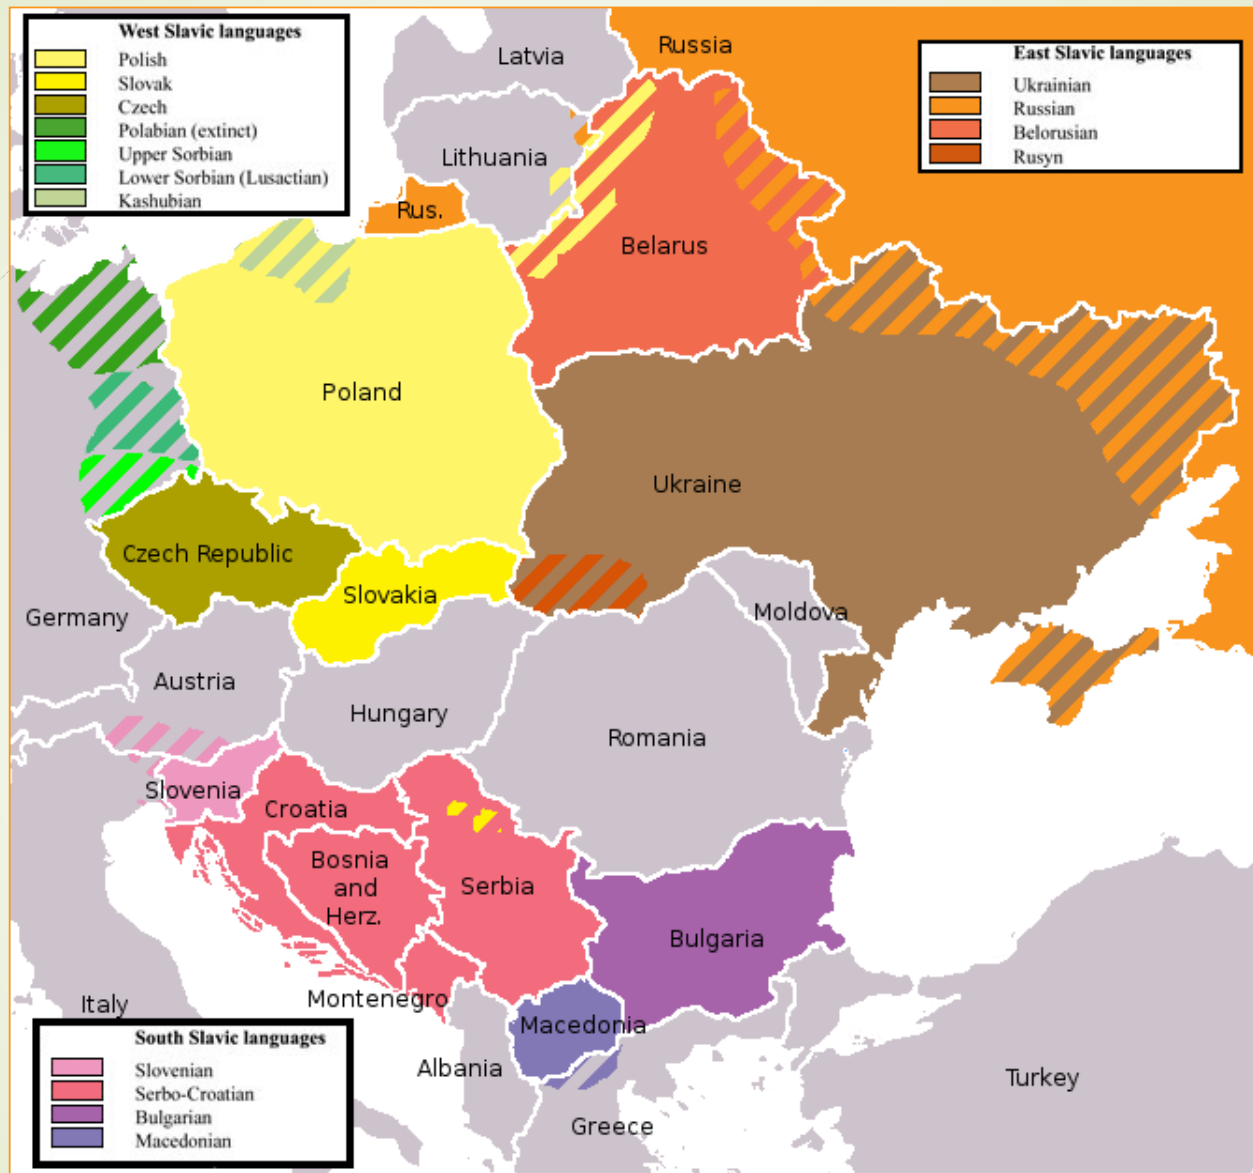 West Slavic languages
Polish
Slovak
Czech
Polabian (extinct)
Upper Sorbian
Lower Sorbian (Lusactian)
Kashubian
East Slavic languages
Ukrainian
Russian
Belorusian
Rusyn
Latvia
Russia
Lithuania
Rus.
Belarus
Poland
Ukraine
Czech Republic
Slovakia
Germany
Moldova
Austria
Hungary
Romania
Slovenia
Croatia
Bosnia
and
Herz.
Serbia
Bulgaria
Italy
Montenegro
Macedonia
Albania
Turkey
Greece
South Slavic languages
Slovenian
Serbo-Croatian
Bulgarian
Macedonian